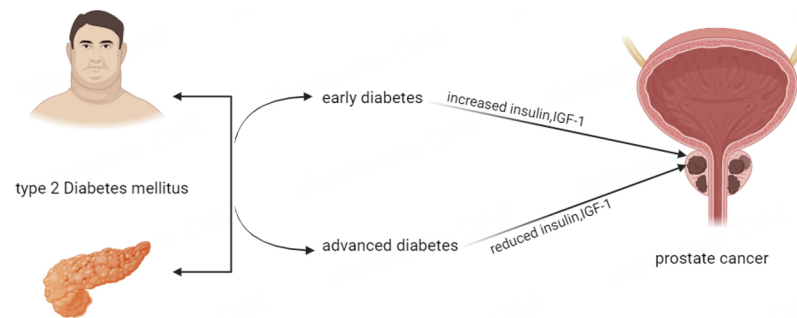 early diabetes
increased insulin,IGF-1
type 2 Diabetes mellitus
advanced diabetes
reduced insulin,IGF-1
prostate cancer